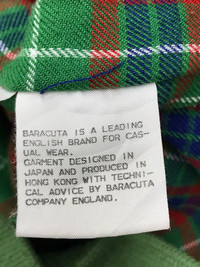 BARACUTA IS A LEADING
ENGLISH BRAND FOR CAS-
UAL WEAR.
GARMENT DESIGNED IN
JAPAN AND PRODUCED IN
HONG KONG WITH TECHNI-
CAL ADVICE BY BARACUTA
COMPANY ENGLAND.